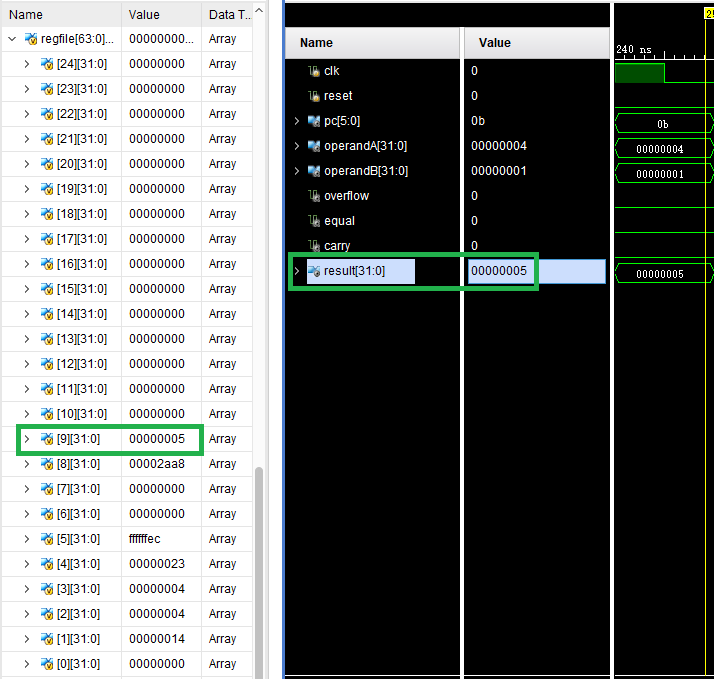 Name Value Data T...
regfile[63:0]... 00000000... Array
[24][31:0] 00000000 Array
[23][31:0] 00000000 Array
[22][31:0] 00000000 Array
[21][31:0] 00000000 Array
[20][31:0] 00000000 Array
[19][31:0] 00000000 Array
[18][31:0] 00000000 Array
[17][31:0] 00000000 Array
[16][31:0] 00000000 Array
[15][31:0] 00000000 Array
[14][31:0] 00000000 Array
[13][31:0] 00000000 Array
[12][31:0] 00000000 Array
[11][31:0] 00000000 Array
[10][31:0] 00000000 Array
[9][31:0] 00000005 Array
[8][31:0] 00002aa8 Array
[7][31:0] 00000000 Array
[6][31:0] 00000000 Array
[5][31:0] ffffffec Array
[4][31:0] 00000023 Array
[3][31:0] 00000004 Array
[2][31:0] 00000004 Array
[1][31:0] 00000014 Array
[0][31:0] 00000000 Array
Name Value
240 ns
clk 0
reset 0
pc[5:0] 0b 0b
operandA[31:0] 00000004 00000004
operandB[31:0] 00000001 00000001
overflow 0
equal 0
carry 0
result[31:0] 00000005 00000005